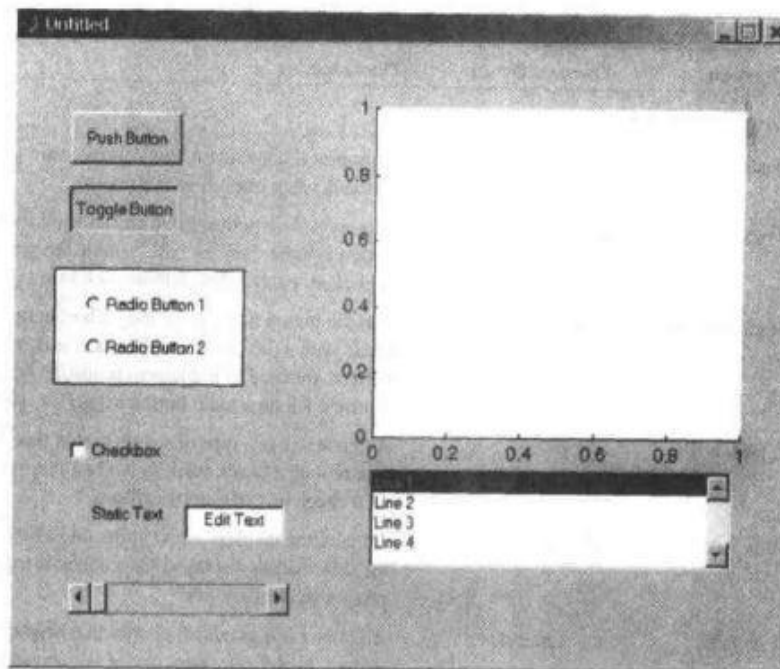 Untitled
Push Button
Toggle Button
Radio Button 1
Radio Button 2
Checkbox
Static Text
Edit Text
1
0.8
0.6
0.4
0.2
0
0
0.2
0.4
0.6
0.8
1
Line 2
Line 3
Line 4